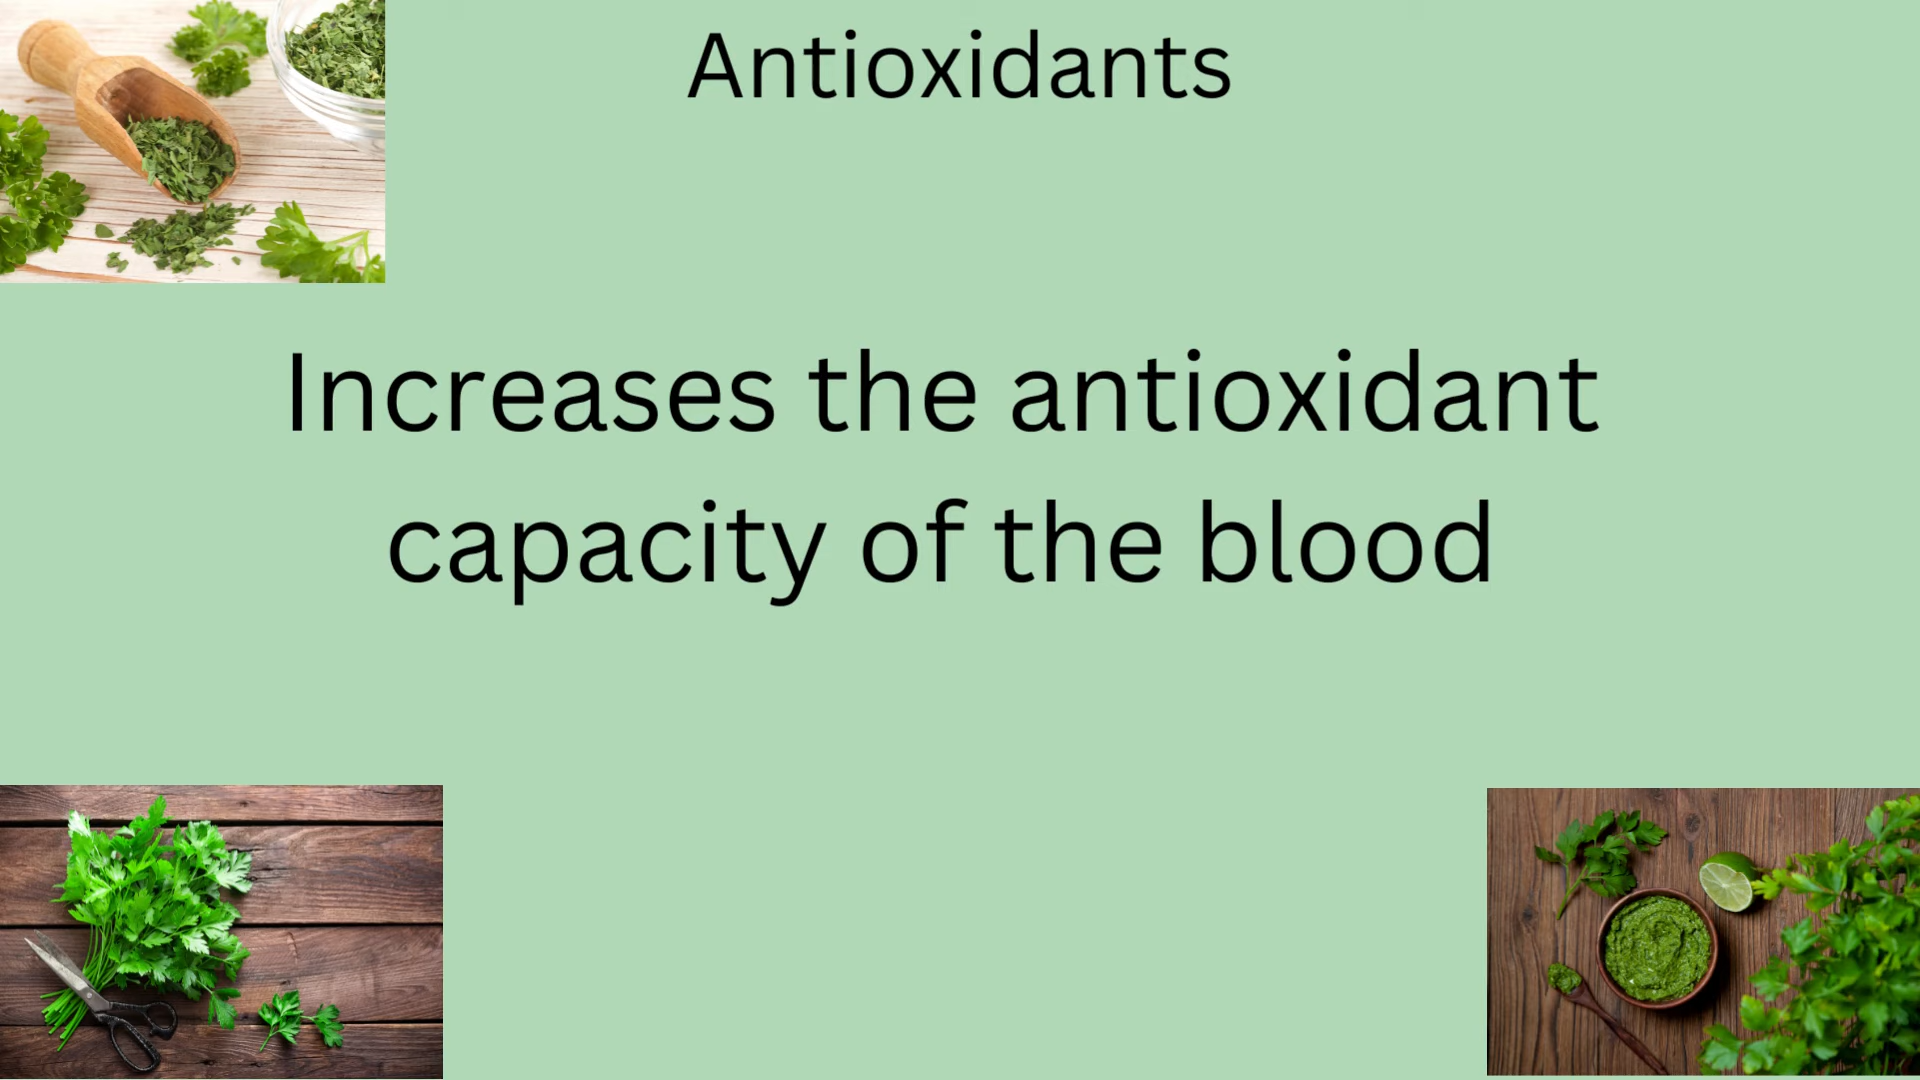 Antioxidants
Increases the antioxidant
capacity of the blood